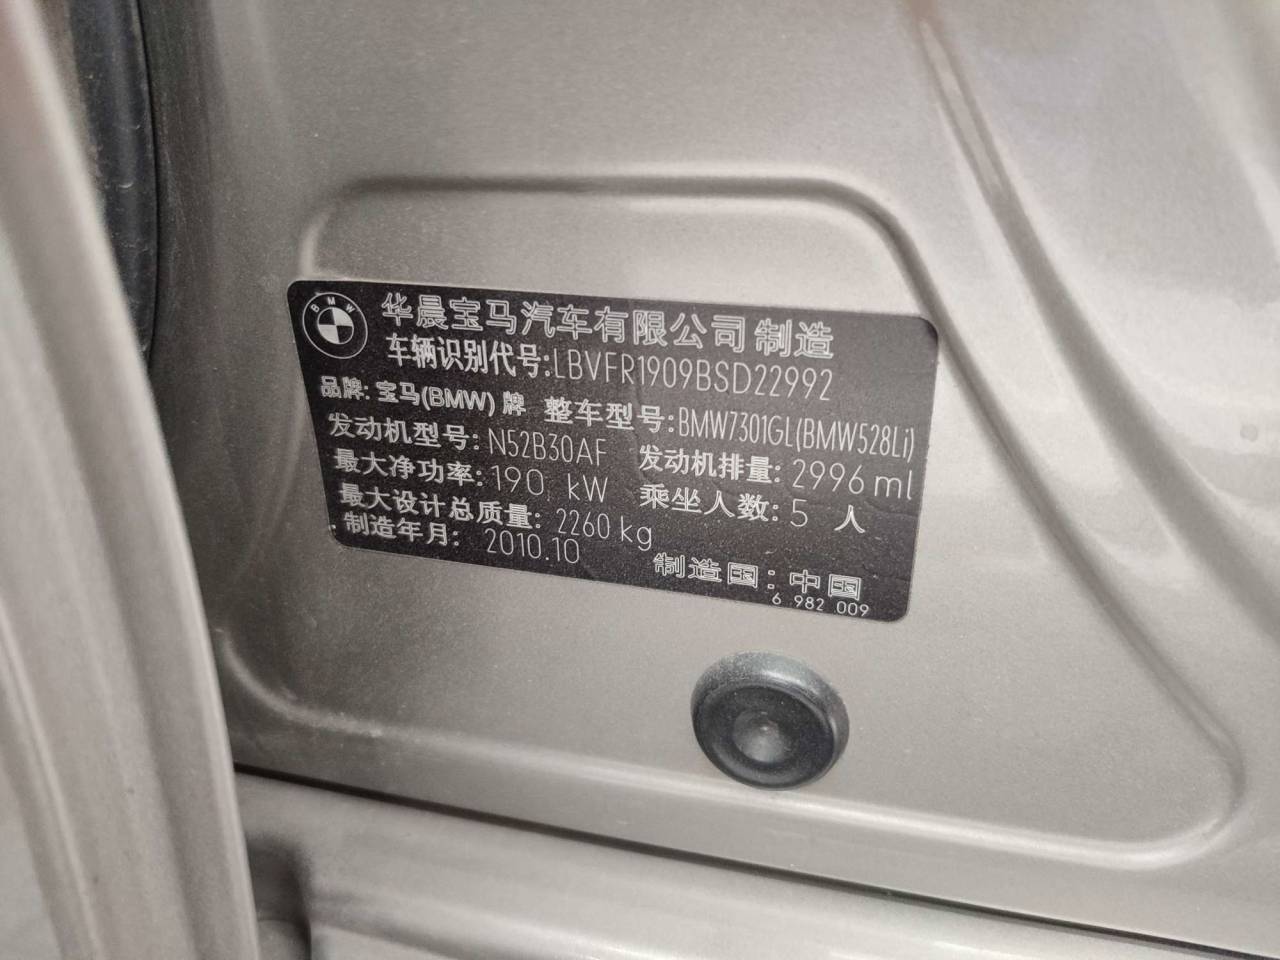 BMW
华晨宝马汽车有限公司制造
车辆识别代号:LBVFR1909BSD22992
品牌: 宝马(BMW) 牌 整车型号:BMW7301GL(BMW528Li)
发动机型号: N52B30AF 发动机排量: 2996 ml
最大净功率: 190 kW 乘坐人数: 5 人
最大设计总质量: 2260 kg
制造年月: 2010.10 制造国: 中国
6 982 009